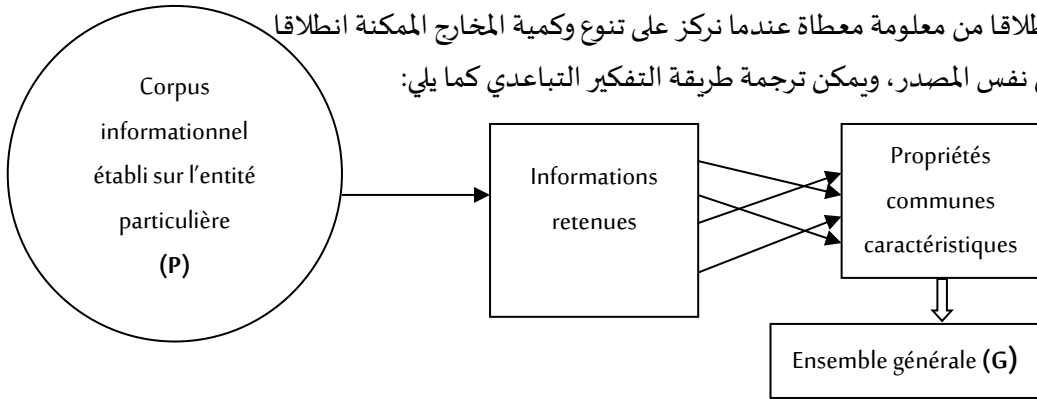 من معلومة معطاة عندما نركز على تنوع وكمية المخارج الممكنة انطلاقا
نفس المصدر، ويمكن ترجمة طريقة التفكير التباعدي كما يلي:
Corpus
informationnel
établi sur l'entité
particulière
(P)
Informations
retenues
Propriétés
communes
caractéristiques
Ensemble générale (G)